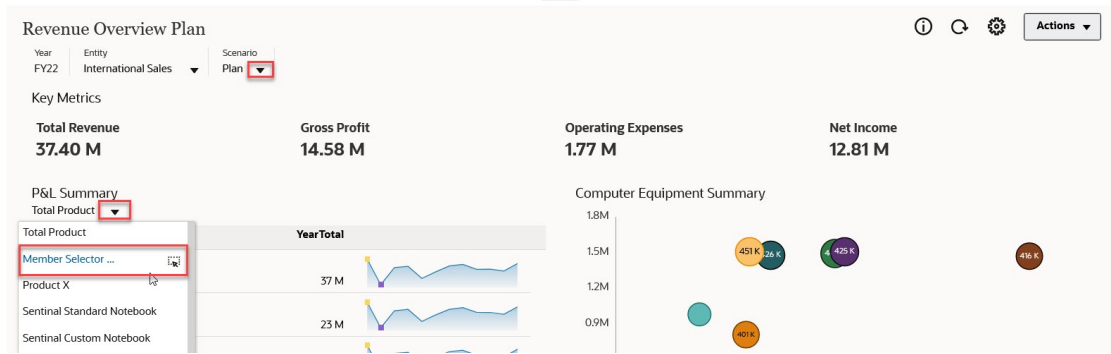 Revenue Overview Plan
Actions
Year Entity Scenario
FY22 International Sales Plan
Key Metrics
Total Revenue Gross Profit Operating Expenses Net Income
37.40 M 14.58 M 1.77 M 12.81 M
P&L Summary
Total Product
Total Product
Member Selector ...
Product X
Sentinal Standard Notebook
Sentinal Custom Notebook
YearTotal
37 M
23 M
Computer Equipment Summary
1.8M
1.5M
1.2M
0.9M
451 K
425 K
416 K
401 K